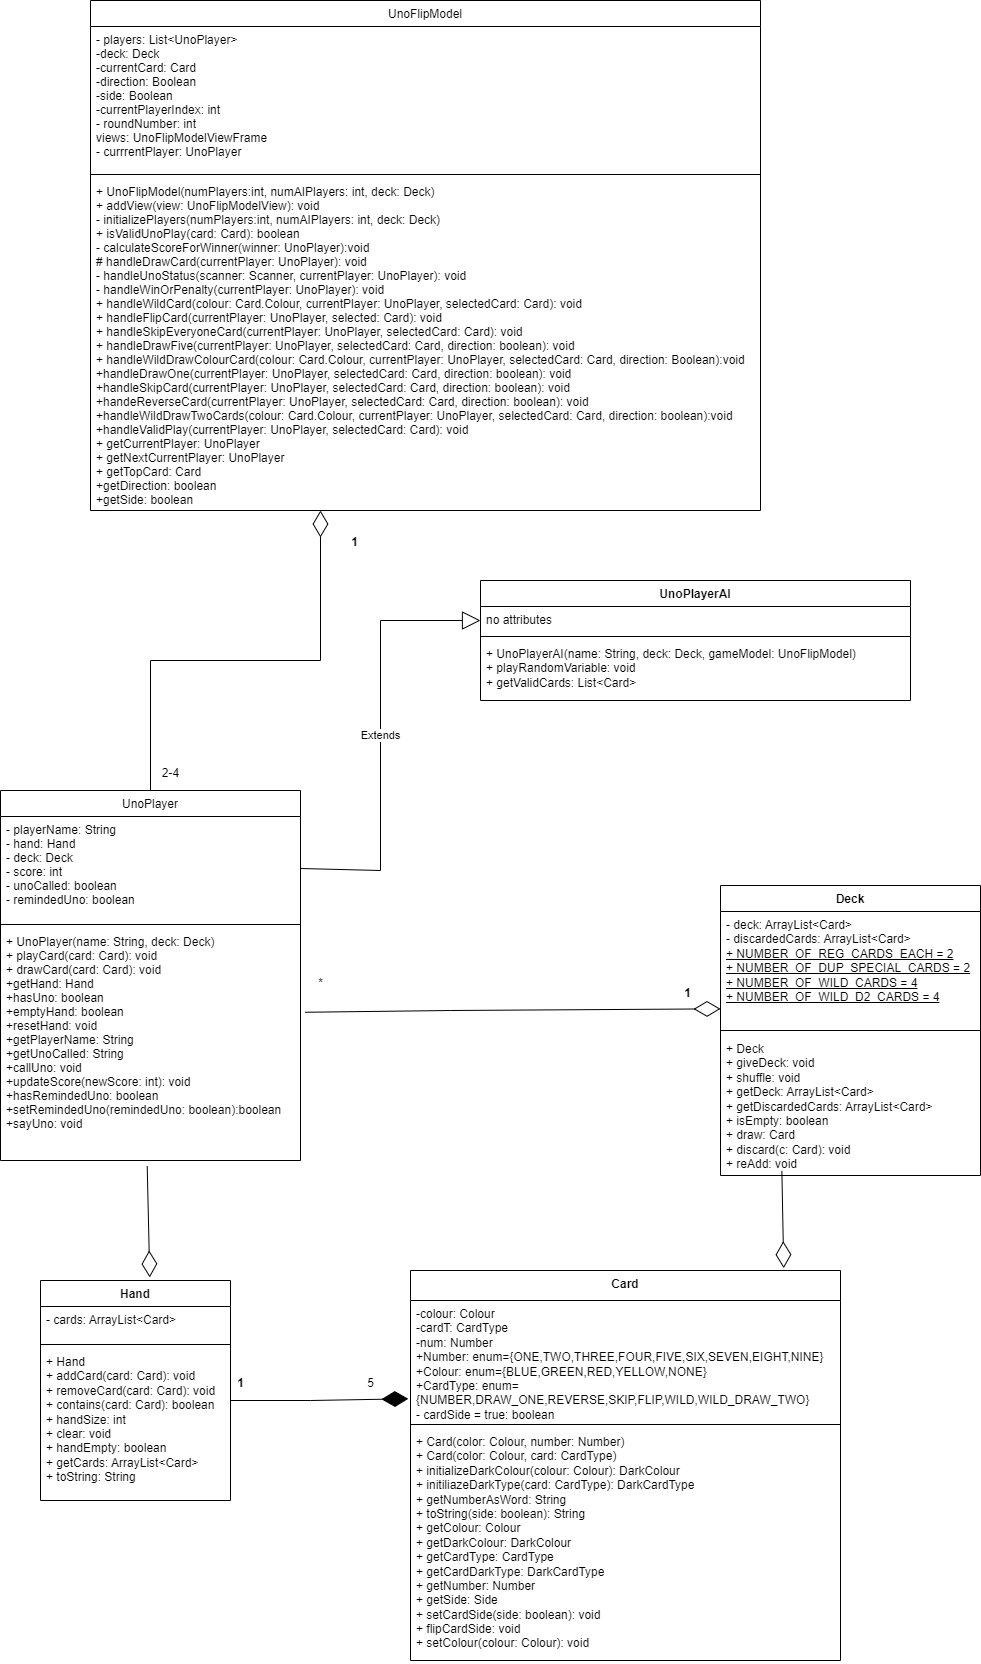 UnoFlipModel
- players: List<UnoPlayer>
-deck: Deck
-currentCard: Card
-direction: Boolean
-side: Boolean
-currentPlayerIndex: int
- roundNumber: int
views: UnoFlipModelViewFrame
- currrentPlayer: UnoPlayer
+ UnoFlipModel(numPlayers:int, numAIPlayers: int, deck: Deck)
+ addView(view: UnoFlipModelView): void
- initializePlayers(numPlayers:int, numAIPlayers: int, deck: Deck)
+ isValidUnoPlay(card: Card): boolean
- calculateScoreForWinner(winner: UnoPlayer):void
# handleDrawCard(currentPlayer: UnoPlayer): void
- handleUnoStatus(scanner: Scanner, currentPlayer: UnoPlayer): void
- handleWinOrPenalty(currentPlayer: UnoPlayer): void
+ handleWildCard(colour: Card.Colour, currentPlayer: UnoPlayer, selectedCard: Card): void
+ handleFlipCard(currentPlayer: UnoPlayer, selected: Card): void
+ handleSkipEveryoneCard(currentPlayer: UnoPlayer, selectedCard: Card): void
+ handleDrawFive(currentPlayer: UnoPlayer, selectedCard: Card, direction: boolean): void
+ handleWildDrawColourCard(colour: Card.Colour, currentPlayer: UnoPlayer, selectedCard: Card, direction: Boolean):void
+handleDrawOne(currentPlayer: UnoPlayer, selectedCard: Card, direction: boolean): void
+handleSkipCard(currentPlayer: UnoPlayer, selectedCard: Card, direction: boolean): void
+handeReverseCard(currentPlayer: UnoPlayer, selectedCard: Card, direction: boolean): void
+handleWildDrawTwoCards(colour: Card.Colour, currentPlayer: UnoPlayer, selectedCard: Card, direction: boolean):void
+handleValidPlay(currentPlayer: UnoPlayer, selectedCard: Card): void
+ getCurrentPlayer: UnoPlayer
+ getNextCurrentPlayer: UnoPlayer
+ getTopCard: Card
+getDirection: boolean
+getSide: boolean
1
UnoPlayerAI
no attributes
+ UnoPlayerAI(name: String, deck: Deck, gameModel: UnoFlipModel)
+ playRandomVariable: void
+ getValidCards: List<Card>
Extends
2-4
UnoPlayer
- playerName: String
- hand: Hand
- deck: Deck
- score: int
- unoCalled: boolean
- remindedUno: boolean
+ UnoPlayer(name: String, deck: Deck)
+ playCard(card: Card): void
+ drawCard(card: Card): void
+getHand: Hand
+hasUno: boolean
+emptyHand: boolean
+resetHand: void
+getPlayerName: String
+getUnoCalled: String
+callUno: void
+updateScore(newScore: int): void
+hasRemindedUno: boolean
+setRemindedUno(remindedUno: boolean):boolean
+sayUno: void
*
1
Deck
- deck: ArrayList<Card>
- discardedCards: ArrayList<Card>
+ NUMBER_OF_REG_CARDS_EACH = 2
+ NUMBER_OF_DUP_SPECIAL_CARDS = 2
+ NUMBER_OF_WILD_CARDS = 4
+ NUMBER_OF_WILD_D2_CARDS = 4
+ Deck
+ giveDeck: void
+ shuffle: void
+ getDeck: ArrayList<Card>
+ getDiscardedCards: ArrayList<Card>
+ isEmpty: boolean
+ draw: Card
+ discard(c: Card): void
+ reAdd: void
Hand
- cards: ArrayList<Card>
+ Hand
+ addCard(card: Card): void
+ removeCard(card: Card): void
+ contains(card: Card): boolean
+ handSize: int
+ clear: void
+ handEmpty: boolean
+ getCards: ArrayList<Card>
+ toString: String
1
5
Card
-colour: Colour
-cardT: CardType
-num: Number
+Number: enum={ONE,TWO,THREE,FOUR,FIVE,SIX,SEVEN,EIGHT,NINE}
+Colour: enum={BLUE,GREEN,RED,YELLOW,NONE}
+CardType: enum=
{NUMBER,DRAW_ONE,REVERSE,SKIP,FLIP,WILD,WILD_DRAW_TWO}
- cardSide = true: boolean
+ Card(color: Colour, number: Number)
+ Card(color: Colour, card: CardType)
+ initializeDarkColour(colour: Colour): DarkColour
+ initiliazeDarkType(card: CardType): DarkCardType
+ getNumberAsWord: String
+ toString(side: boolean): String
+ getColour: Colour
+ getDarkColour: DarkColour
+ getCardType: CardType
+ getCardDarkType: DarkCardType
+ getNumber: Number
+ getSide: Side
+ setCardSide(side: boolean): void
+ flipCardSide: void
+ setColour(colour: Colour): void